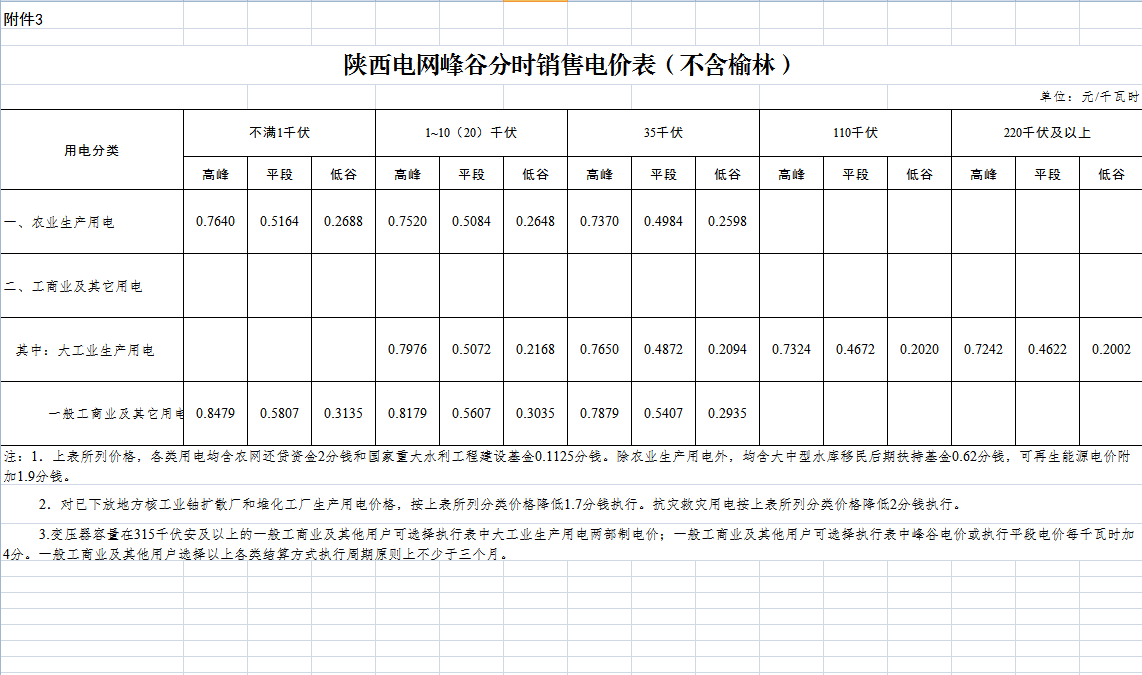 附件3
陕西电网峰谷分时销售电价表（不含榆林）
单位：元/千瓦时
用电分类 不满1千伏 1~10（20）千伏 35千伏 110千伏 220千伏及以上
高峰 平段 低谷 高峰 平段 低谷 高峰 平段 低谷 高峰 平段 低谷 高峰 平段 低谷
一、农业生产用电 0.7640 0.5164 0.2688 0.7520 0.5084 0.2648 0.7370 0.4984 0.2598
二、工商业及其它用电
其中：大工业生产用电 0.7976 0.5072 0.2168 0.7650 0.4872 0.2094 0.7324 0.4672 0.2020 0.7242 0.4622 0.2002
一般工商业及其它用电 0.8479 0.5807 0.3135 0.8179 0.5607 0.3035 0.7879 0.5407 0.2935
注：1．上表所列价格，各类用电均含农网还贷资金2分钱和国家重大水利工程建设基金0.1125分钱。除农业生产用电外，均含大中型水库移民后期扶持基金0.62分钱，可再生能源电价附
加1.9分钱。
2．对已下放地方核工业铀扩散厂和堆化工厂生产用电价格，按上表所列分类价格降低1.7分钱执行。抗灾救灾用电按上表所列分类价格降低2分钱执行。
3.变压器容量在315千伏安及以上的一般工商业及其他用户可选择执行表中大工业生产用电两部制电价；一般工商业及其他用户可选择执行表中峰谷电价或执行平段电价每千瓦时加
4分。一般工商业及其他用户选择以上各类结算方式执行周期原则上不少于三个月。